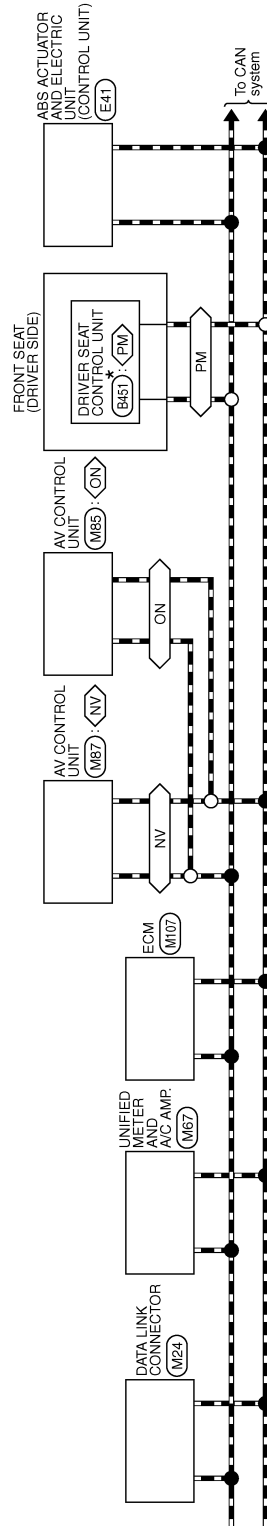 DATA LINK
CONNECTOR
M24
UNIFIED
METER
AND
A/C AMP.
M67
ECM
M107
AV CONTROL
UNIT
M87 : NV
NV
AV CONTROL
UNIT
M85 : ON
ON
FRONT SEAT
(DRIVER SIDE)
DRIVER SEAT
CONTROL UNIT
*
B451 : PM
PM
ABS ACTUATOR
AND ELECTRIC
UNIT
(CONTROL UNIT)
E41
To CAN
system